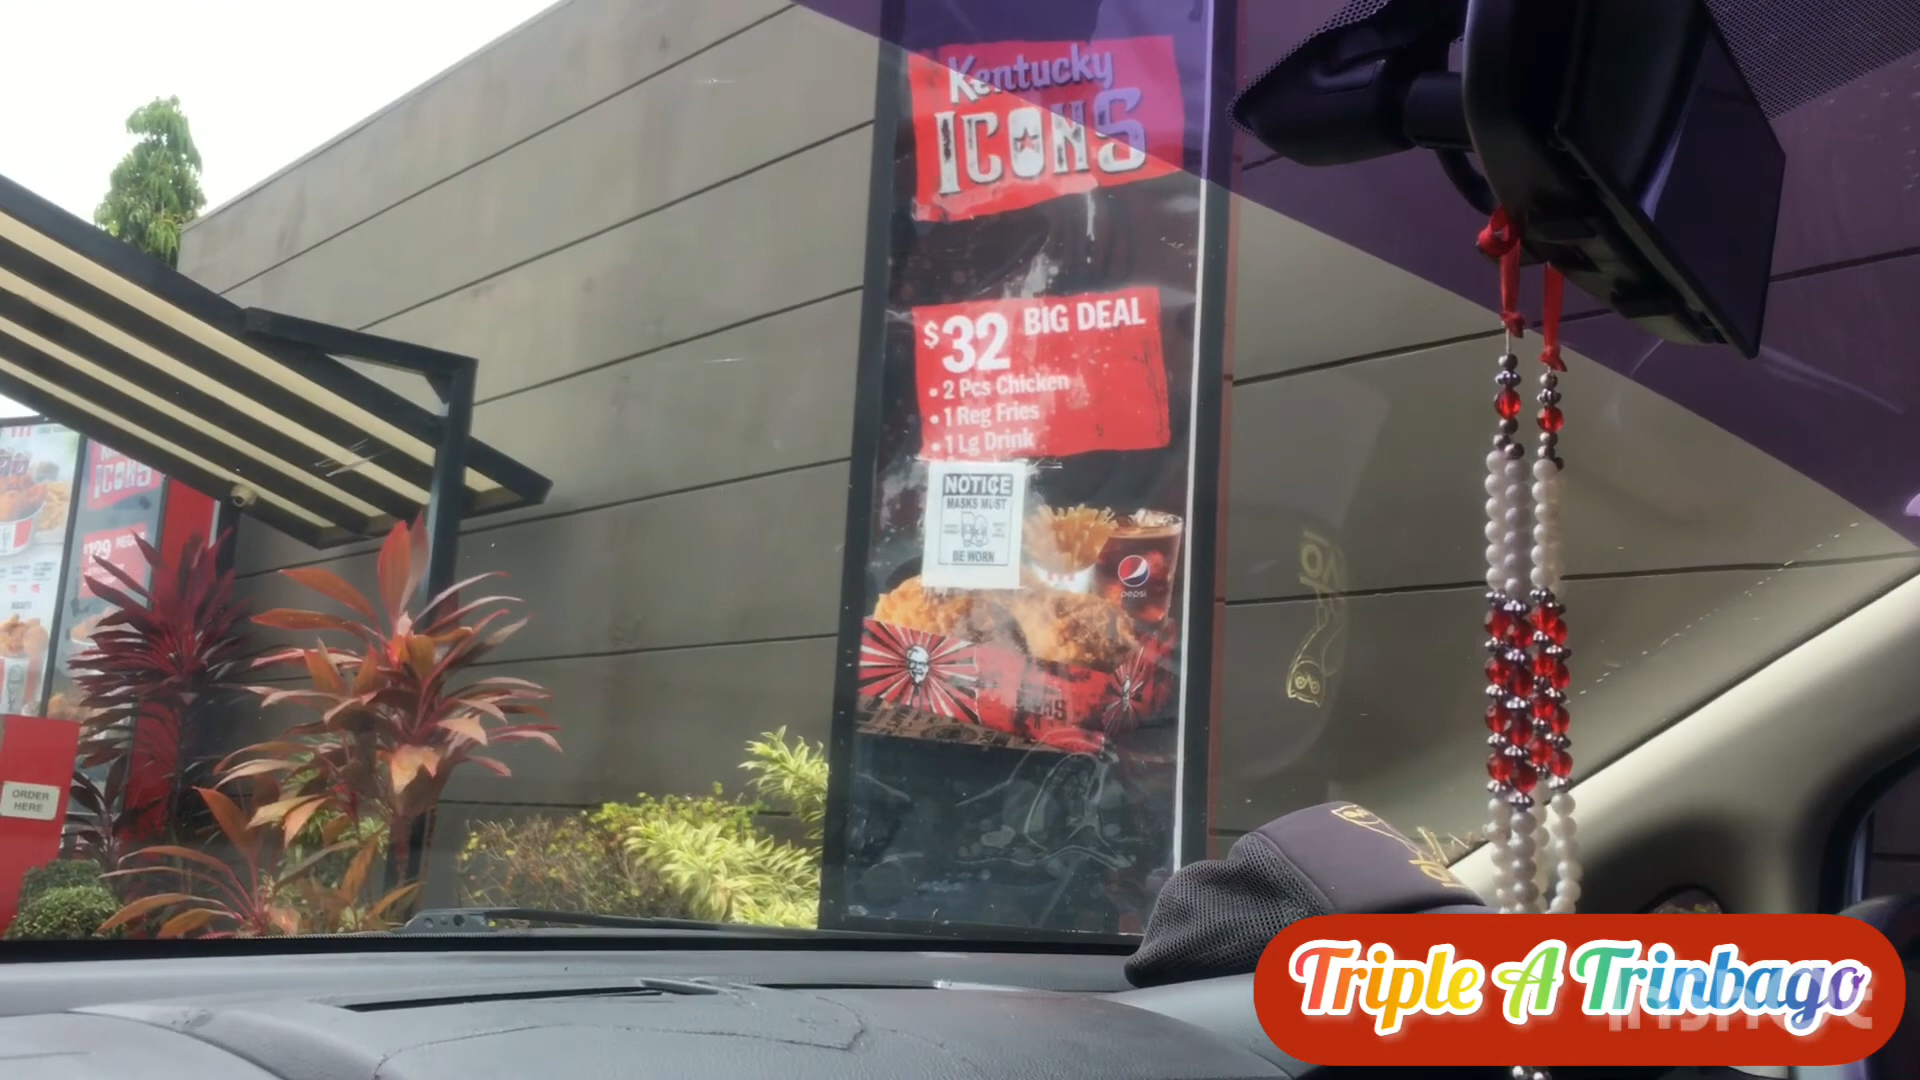 Kentucky
ICONS
$32 BIG DEAL
• 2 Pcs Chicken
• 1 Reg Fries
• 1 Lg Drink
NOTICE
MASKS MUST
BE WORN
pepsi
ICONS
ORDER
HERE
Triple A Trinbago
InShot